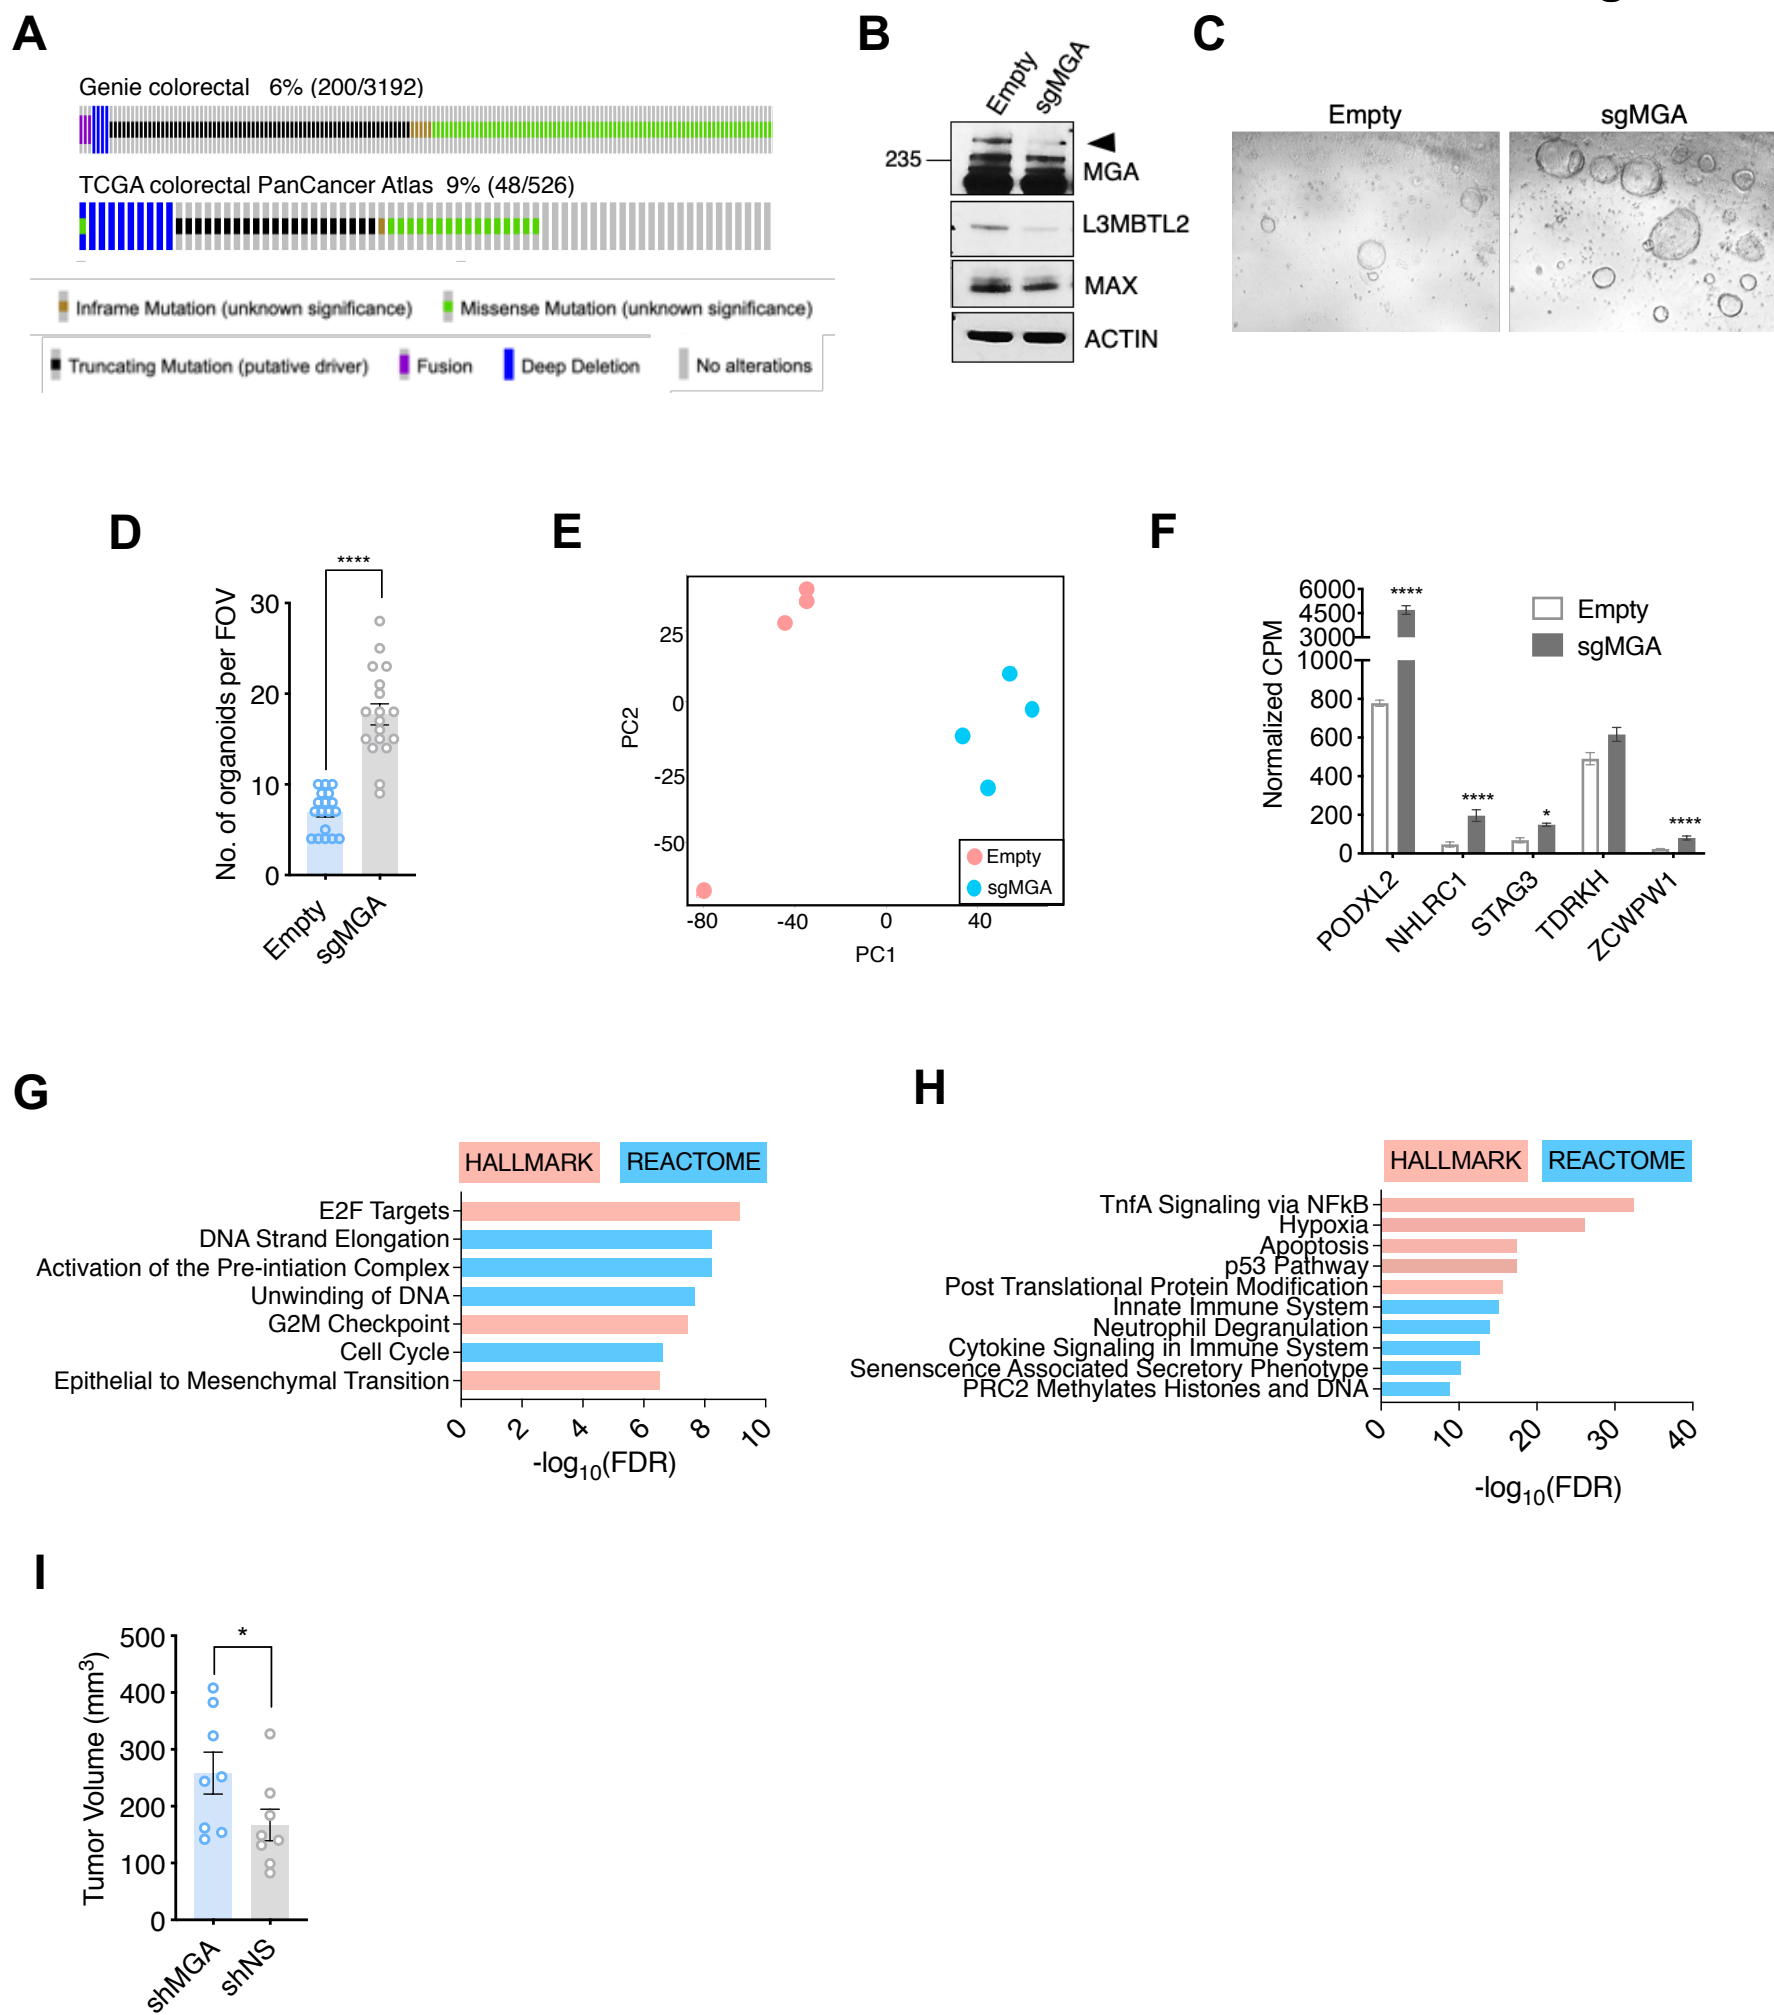 A
Genie colorectal 6% (200/3192)
TCGA colorectal PanCancer Atlas 9% (48/526)
Inframe Mutation (unknown significance)
Missense Mutation (unknown significance)
Truncating Mutation (putative driver)
Fusion
Deep Deletion
No alterations
B
Empty
sgMGA
235
MGA
L3MBTL2
MAX
ACTIN
C
Empty
sgMGA
D
****
No. of organoids per FOV
30
20
10
0
Empty
sgMGA
E
PC2
25
0
-25
-50
Empty
sgMGA
-80
-40
0
40
PC1
F
Normalized CPM
6000
4500
3000
1000
800
600
400
200
0
****
****
*
****
Empty
sgMGA
PODXL2
NHLRC1
STAG3
TDRKH
ZCWPW1
G
HALLMARK
REACTOME
E2F Targets
DNA Strand Elongation
Activation of the Pre-intiation Complex
Unwinding of DNA
G2M Checkpoint
Cell Cycle
Epithelial to Mesenchymal Transition
0
2
4
6
8
10
-log10(FDR)
H
HALLMARK
REACTOME
TnfA Signaling via NFkB
Hypoxia
Apoptosis
p53 Pathway
Post Translational Protein Modification
Innate Immune System
Neutrophil Degranulation
Cytokine Signaling in Immune System
Senenscence Associated Secretory Phenotype
PRC2 Methylates Histones and DNA
0
10
20
30
40
-log10(FDR)
I
*
Tumor Volume (mm3)
500
400
300
200
100
0
shMGA
shNS